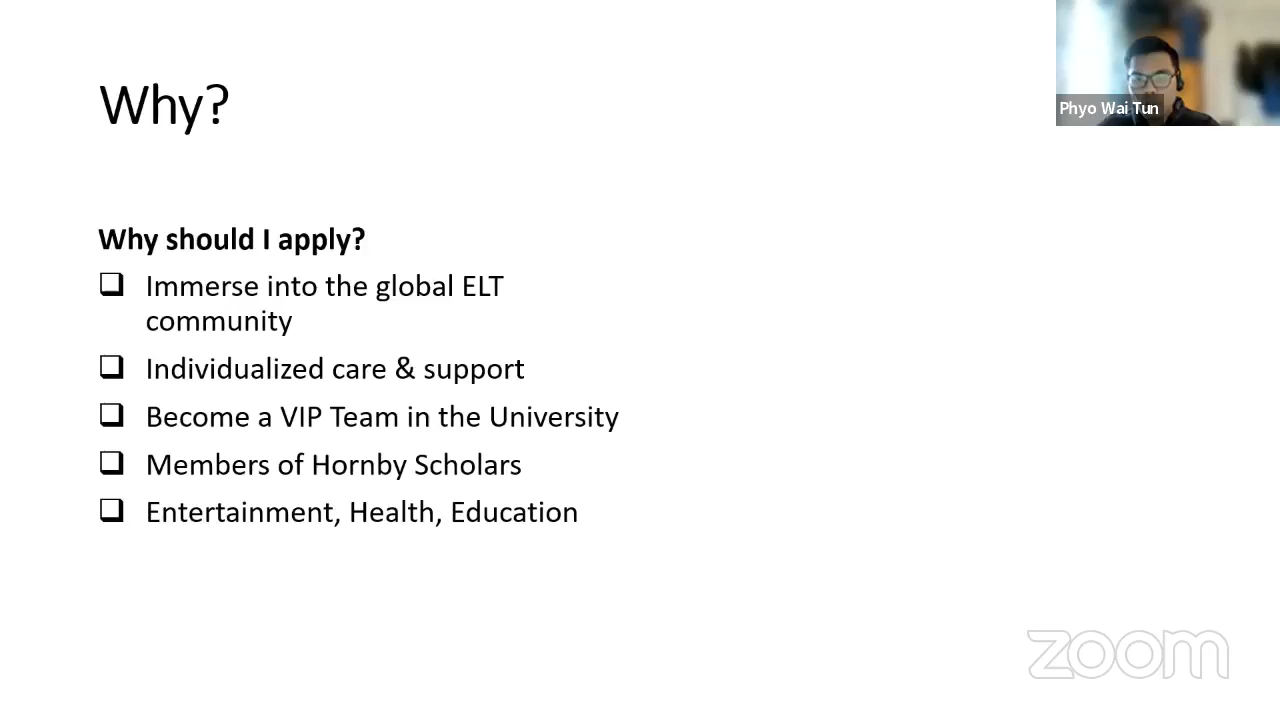 Why?
Phyo Wai Tun
Why should I apply?
Immerse into the global ELT
community
Individualized care & support
Become a VIP Team in the University
Members of Hornby Scholars
Entertainment, Health, Education
zoom